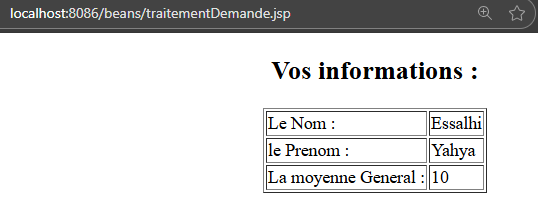 localhost:8086/beans/traitementDemande.jsp
Vos informations :
Le Nom : Essalhi
le Prenom : Yahya
La moyenne General : 10